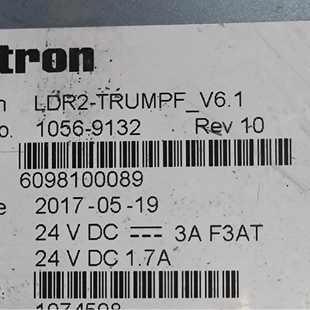 tron
n LDR2-TRUMPF_V6.1
o. 1056-9132 Rev 10
6098100089
e 2017-05-19
24 V DC ⎓ 3A F3AT
24 V DC 1.7A